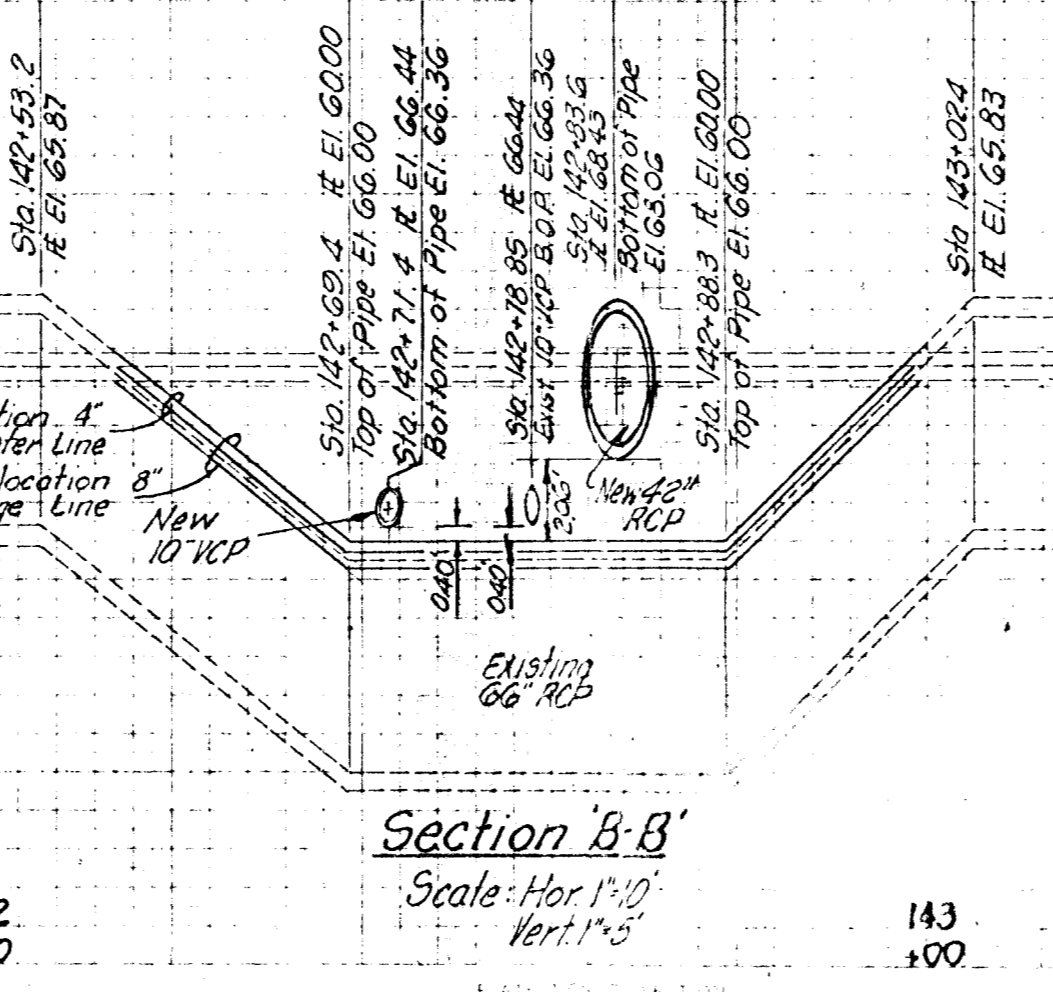 Sta. 142+53.2
℄ El. 65.87
Sta. 142+69.4 ℄ El. 60.00
Top of Pipe El. 66.00
Sta. 142+71.4 ℄ El. 66.44
Bottom of Pipe El. 66.36
Sta. 142+78.85 ℄ 66.44
Exist. 10" VCP B.O.P. El. 66.36
Sta. 142+83.6
℄ El. 68.43
Bottom of Pipe
El. 68.06
Sta. 142+88.3 ℄ El. 60.00
Top of Pipe El. 66.00
Sta 143+02.4
℄ El. 65.83
tion 4"
ter Line
location 8"
ge Line
New
10" VCP
New 42"
RCP
2.06'
0.40'
0.40'
Existing
66" RCP
Section 'B-B'
Scale: Hor. 1"=10'
Vert. 1"=5'
2
0
143
+00